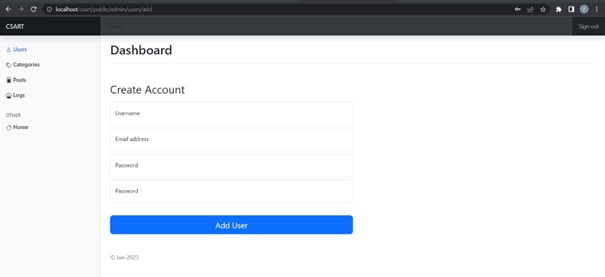 localhost/csart/public/admin/users/add
CSART
Sign out
Users
Categories
Posts
Logs
OTHER
Home
Dashboard
Create Account
Username
Email address
Password
Password
Add User
© Jan-2023